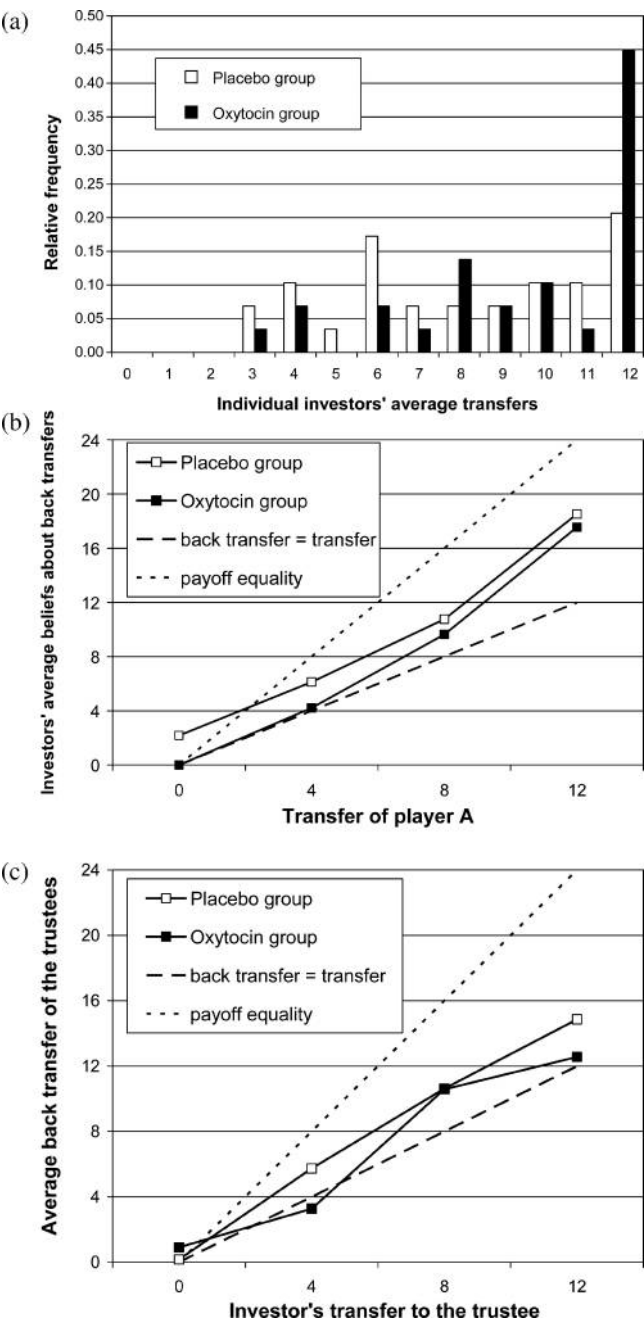 (a)
Relative frequency
0.50
0.45
0.40
0.35
0.30
0.25
0.20
0.15
0.10
0.05
0.00
Placebo group
Oxytocin group
0 1 2 3 4 5 6 7 8 9 10 11 12
Individual investors' average transfers
(b)
Investors' average beliefs about back transfers
24
20
16
12
8
4
0
Placebo group
Oxytocin group
back transfer = transfer
payoff equality
0 4 8 12
Transfer of player A
(c)
Average back transfer of the trustees
24
20
16
12
8
4
0
Placebo group
Oxytocin group
back transfer = transfer
payoff equality
0 4 8 12
Investor's transfer to the trustee